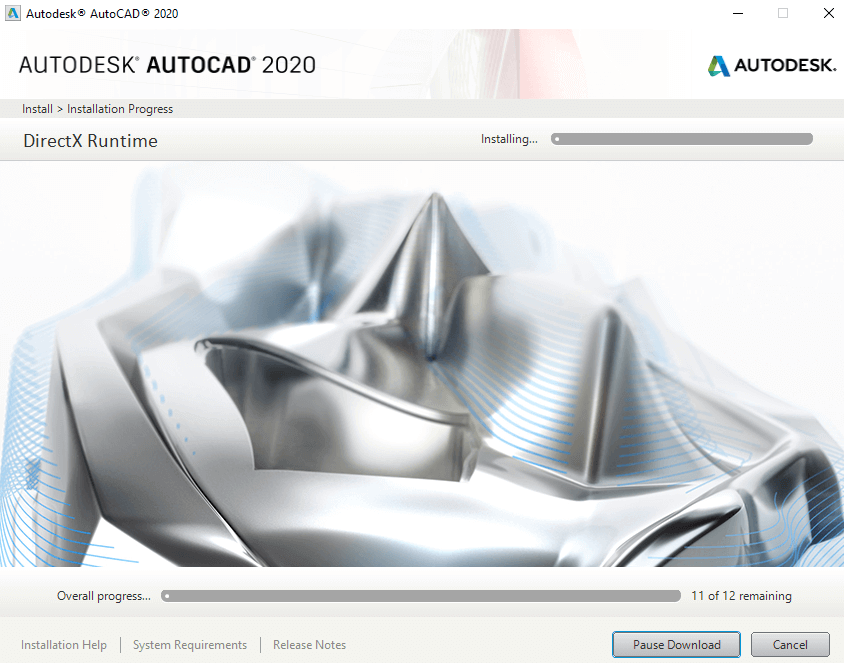 Autodesk® AutoCAD® 2020
AUTODESK® AUTOCAD® 2020
AUTODESK.
Install > Installation Progress
DirectX Runtime
Installing...
Overall progress...
11 of 12 remaining
Installation Help
System Requirements
Release Notes
Pause Download
Cancel